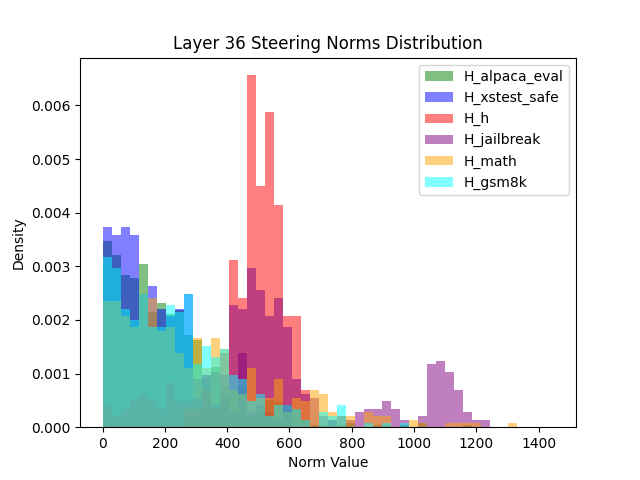 Layer 36 Steering Norms Distribution
H_alpaca_eval
H_xstest_safe
H_h
H_jailbreak
H_math
H_gsm8k
Density
0.006
0.005
0.004
0.003
0.002
0.001
0.000
0 200 400 600 800 1000 1200 1400
Norm Value